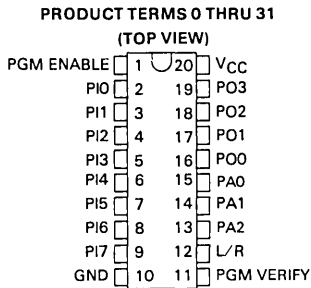 PRODUCT TERMS 0 THRU 31
(TOP VIEW)
PGM ENABLE 1 20 VCC
PI0 2 19 PO3
PI1 3 18 PO2
PI2 4 17 PO1
PI3 5 16 PO0
PI4 6 15 PA0
PI5 7 14 PA1
PI6 8 13 PA2
PI7 9 12 L/R
GND 10 11 PGM VERIFY